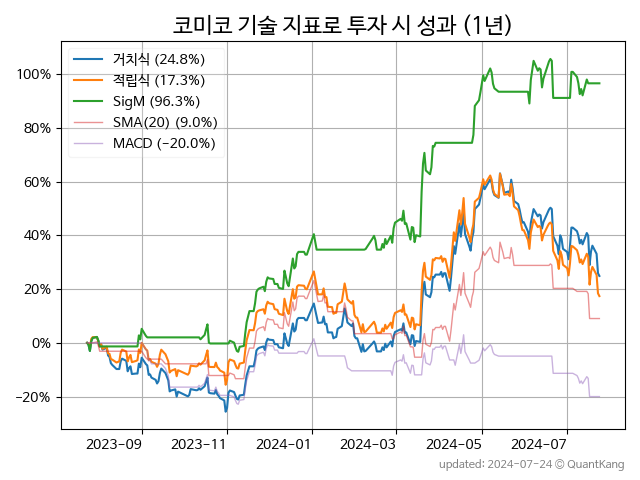 코미코 기술 지표로 투자 시 성과 (1년)
거치식 (24.8%)
적립식 (17.3%)
SigM (96.3%)
SMA(20) (9.0%)
MACD (−20.0%)
100%
80%
60%
40%
20%
0%
−20%
2023−09 2023−11 2024−01 2024−03 2024−05 2024−07
updated: 2024−07−24 ⓒ QuantKang